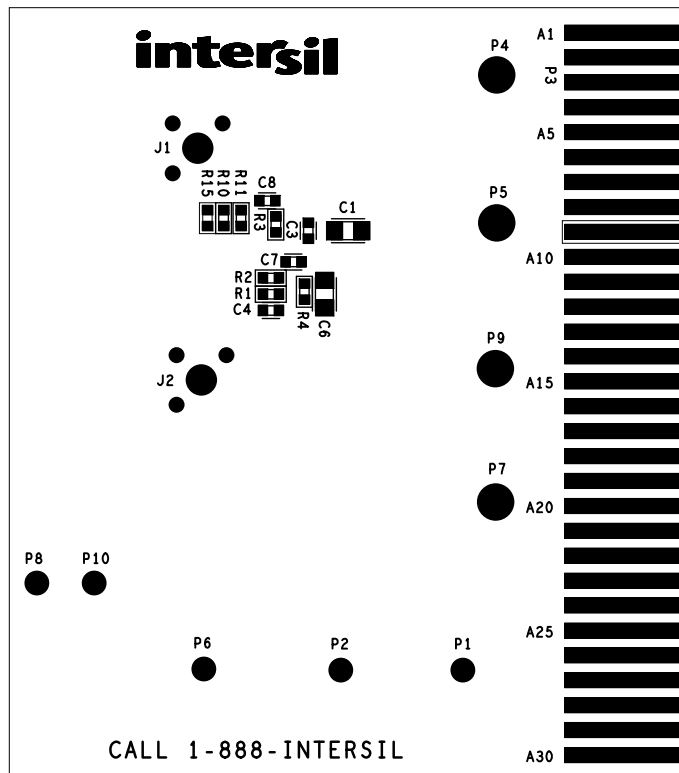 intersil
A1
P4
P3
A5
J1
R15
R10
R11
C8
R3
C3
C1
P5
A10
C7
R2
R1
C4
R4
C6
P9
J2
A15
P7
A20
P8
P10
A25
P6
P2
P1
CALL 1-888-INTERSIL
A30